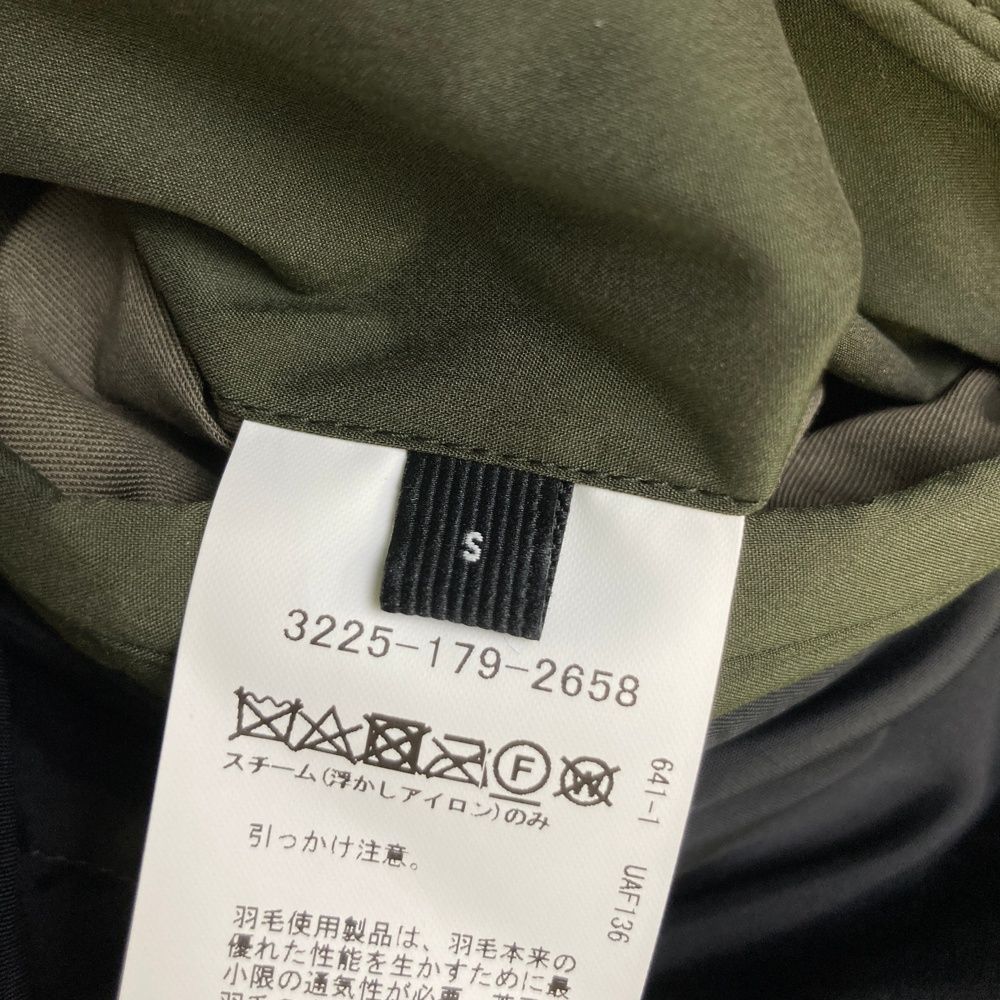 S
3225-179-2658
F
W
スチーム(浮かしアイロン)のみ
641-1
引っかけ注意。
UAF136
羽毛使用製品は、羽毛本来の
優れた性能を生かすために最
小限の通気性が必要